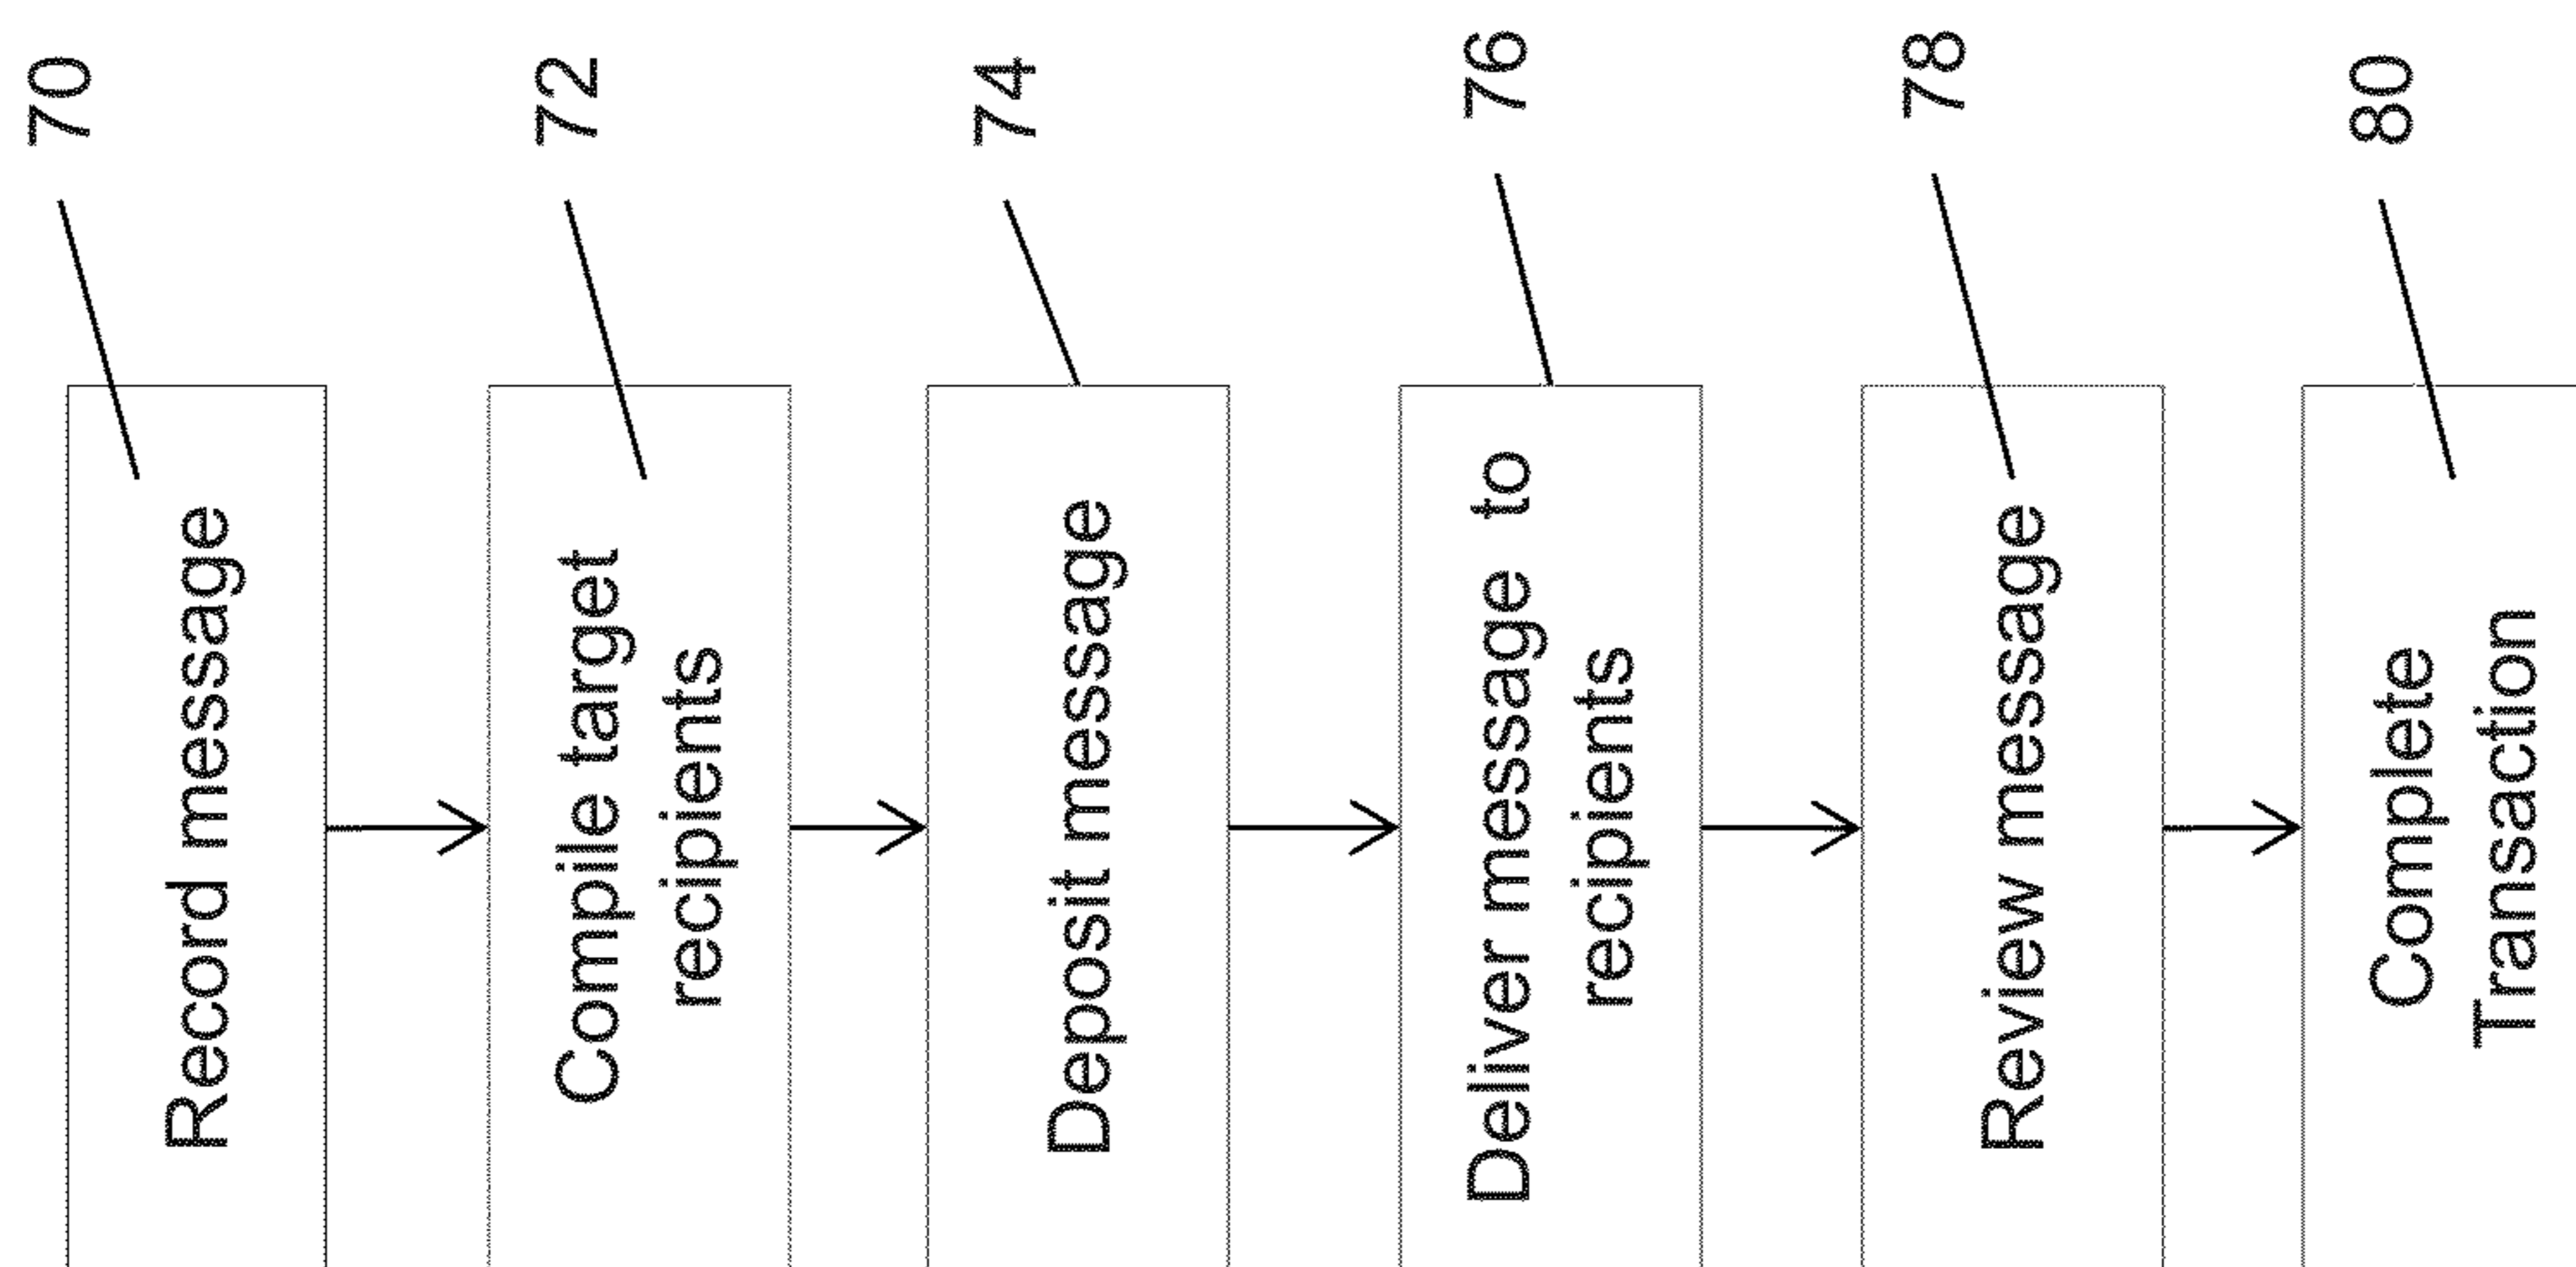 Record message
70
Compile target
recipients
72
Deposit message
74
Deliver message to
recipients
76
Review message
78
Complete
Transaction
80